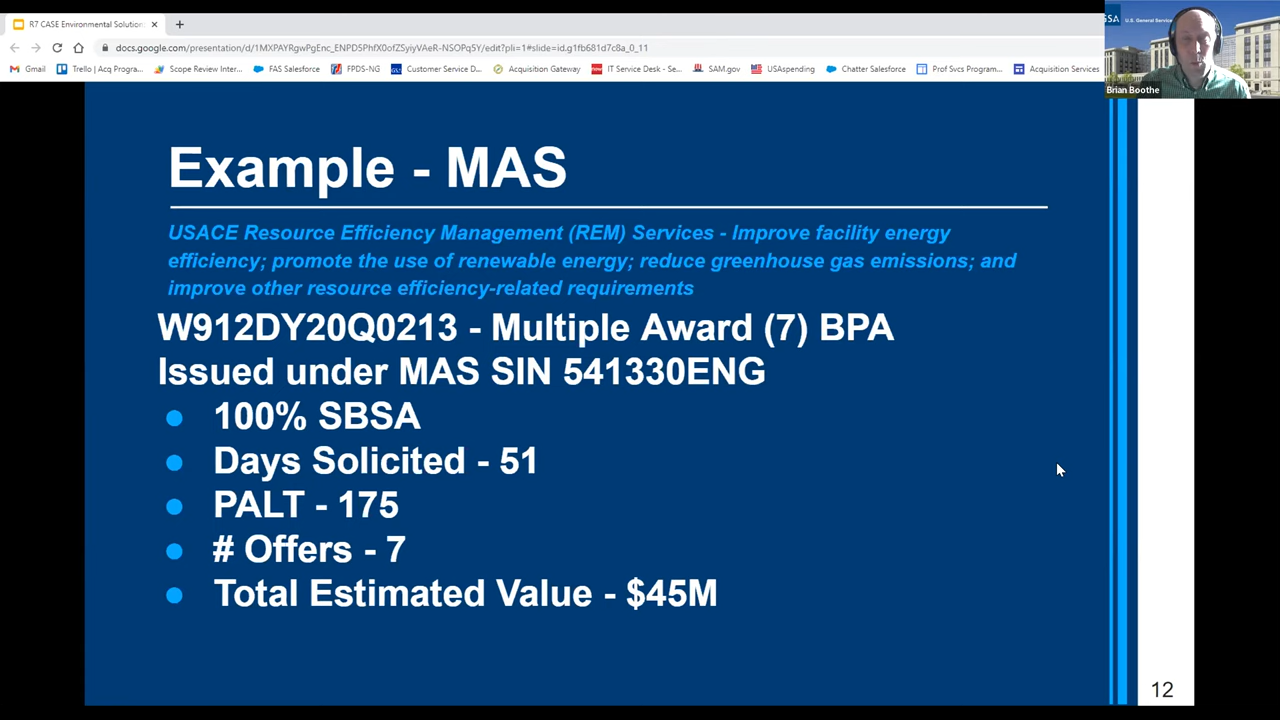 R7 CASE Environmental Solution
docs.google.com/presentation/d/1MXPAYRgwPgEnc_ENPD5PhfX0ofZSyiyVAeR-NSOPq5Y/edit?pli=1#slide=id.g1fb681d7c8a_0_11
Gmail Trello | Acq Progra... Scope Review Inter... FAS Salesforce FPDS-NG Customer Service D... Acquisition Gateway IT Service Desk - Se... SAM.gov USAspending Chatter Salesforce Prof Svcs Program... Acquisition Services
GSA U.S. General Service
Brian Boothe
Example - MAS
USACE Resource Efficiency Management (REM) Services - Improve facility energy
efficiency; promote the use of renewable energy; reduce greenhouse gas emissions; and
improve other resource efficiency-related requirements
W912DY20Q0213 - Multiple Award (7) BPA
Issued under MAS SIN 541330ENG
100% SBSA
Days Solicited - 51
PALT - 175
# Offers - 7
Total Estimated Value - $45M
12